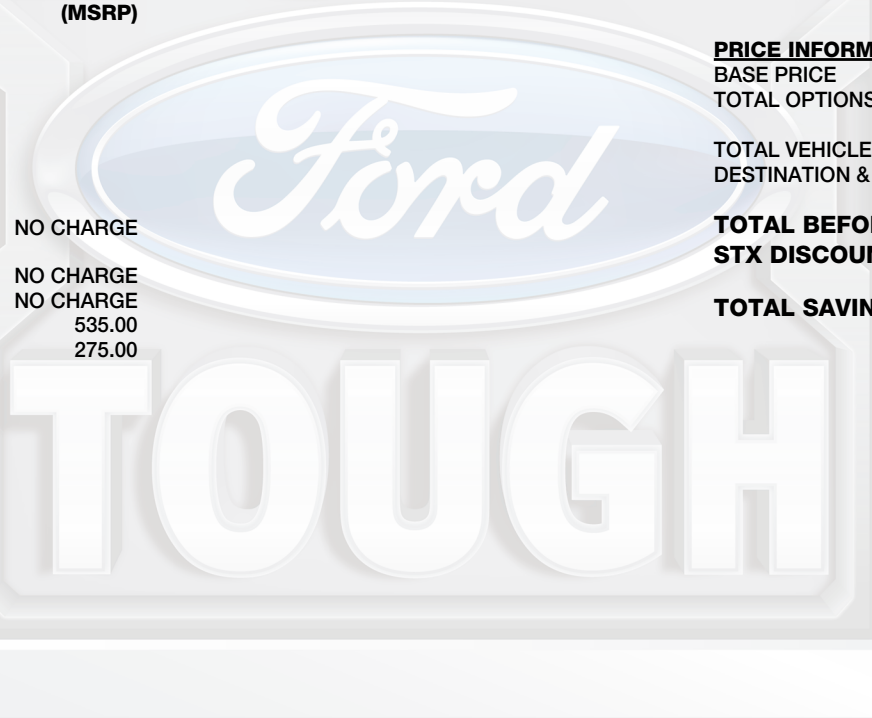 (MSRP)
NO CHARGE
NO CHARGE
NO CHARGE
535.00
275.00
PRICE INFORM
BASE PRICE
TOTAL OPTIONS
TOTAL VEHICLE
DESTINATION &
TOTAL BEFO
STX DISCOUN
TOTAL SAVIN
Ford
TOUGH